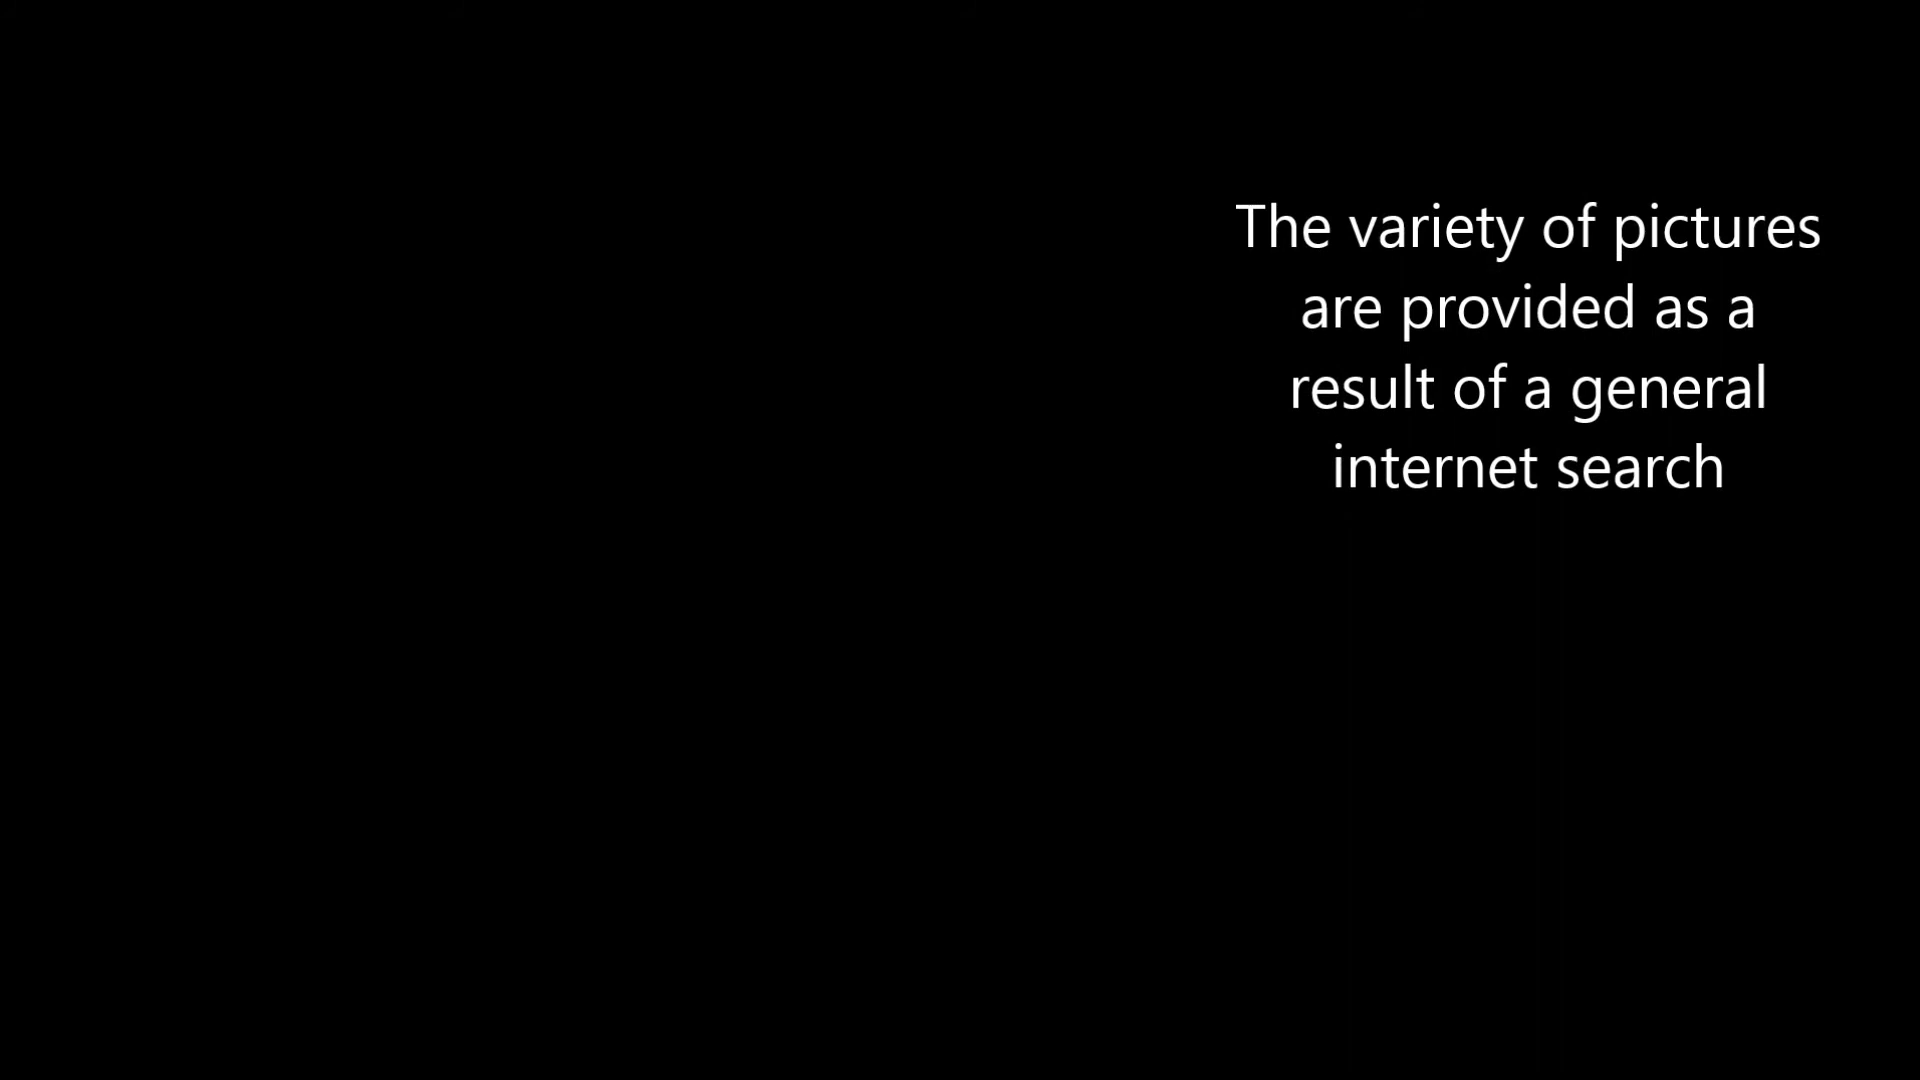 The variety of pictures
are provided as a
result of a general
internet search